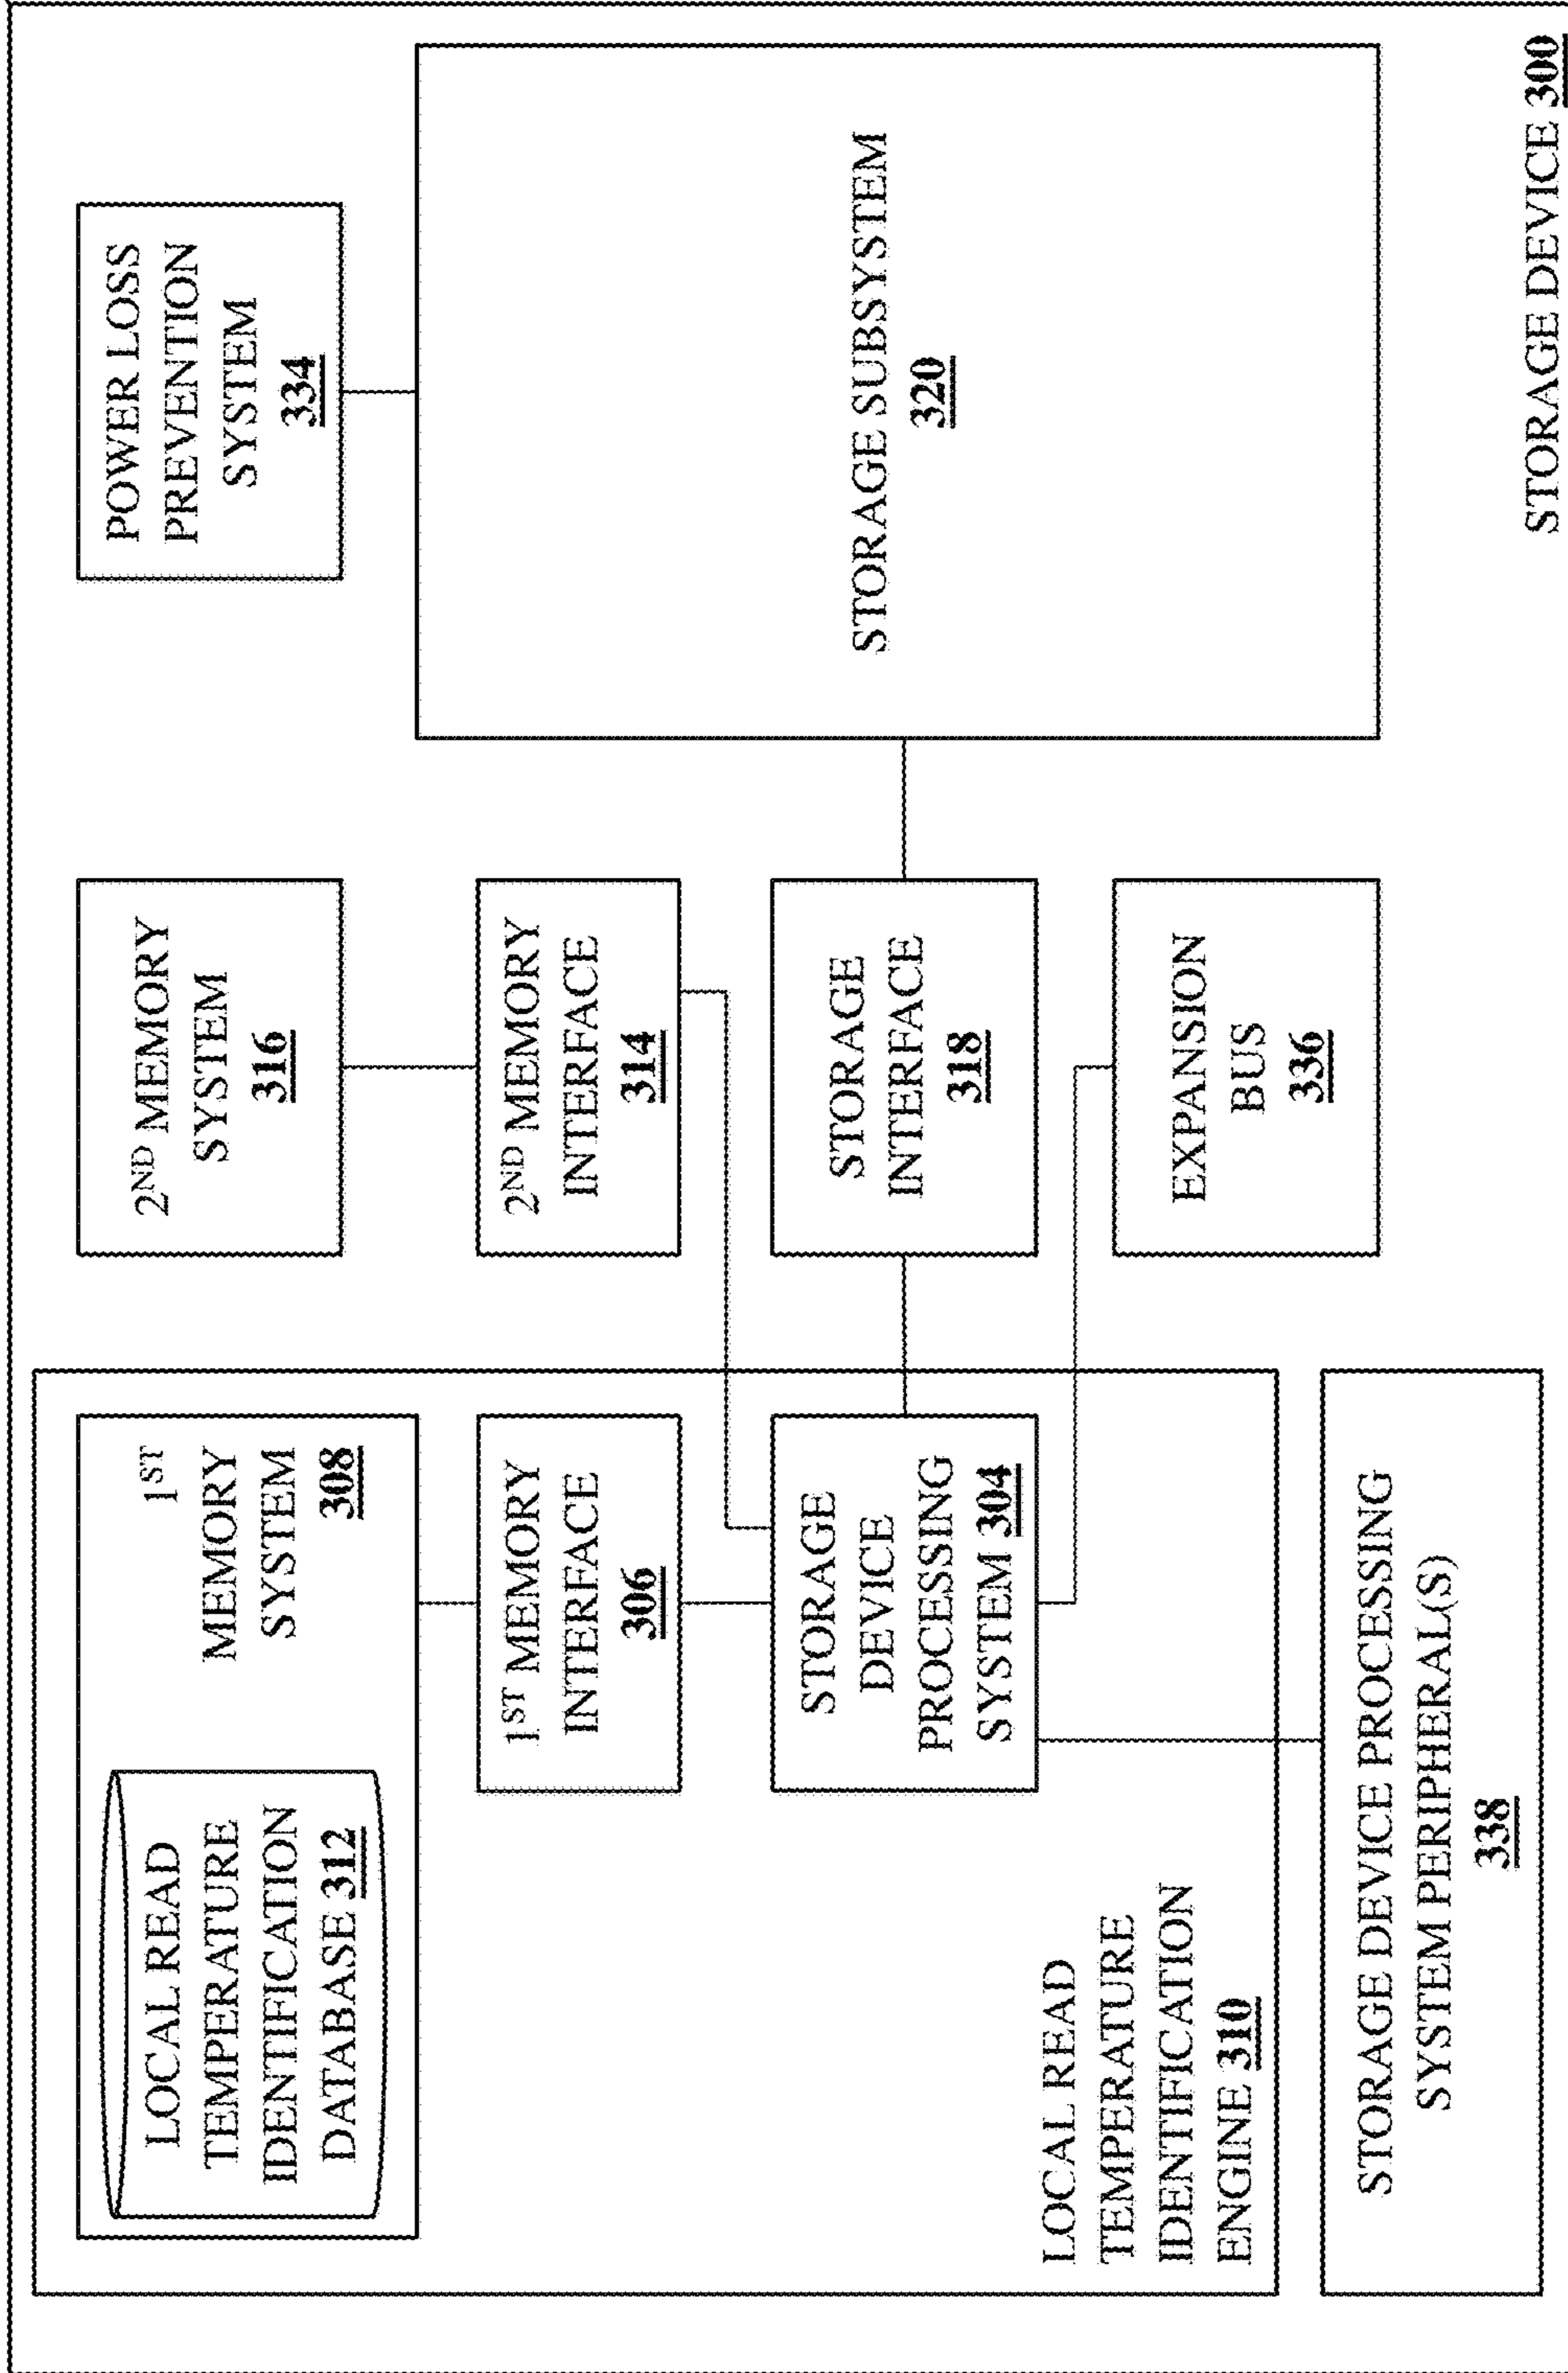 LOCAL READ
TEMPERATURE
IDENTIFICATION
DATABASE 312
1ST
MEMORY
SYSTEM
308
2ND MEMORY
SYSTEM
316
POWER LOSS
PREVENTION
SYSTEM
334
1ST MEMORY
INTERFACE
306
2ND MEMORY
INTERFACE
314
STORAGE
DEVICE
PROCESSING
SYSTEM 304
STORAGE
INTERFACE
318
STORAGE SUBSYSTEM
320
LOCAL READ
TEMPERATURE
IDENTIFICATION
ENGINE 310
EXPANSION
BUS
336
STORAGE DEVICE PROCESSING
SYSTEM PERIPHERAL(S)
338
STORAGE DEVICE 300